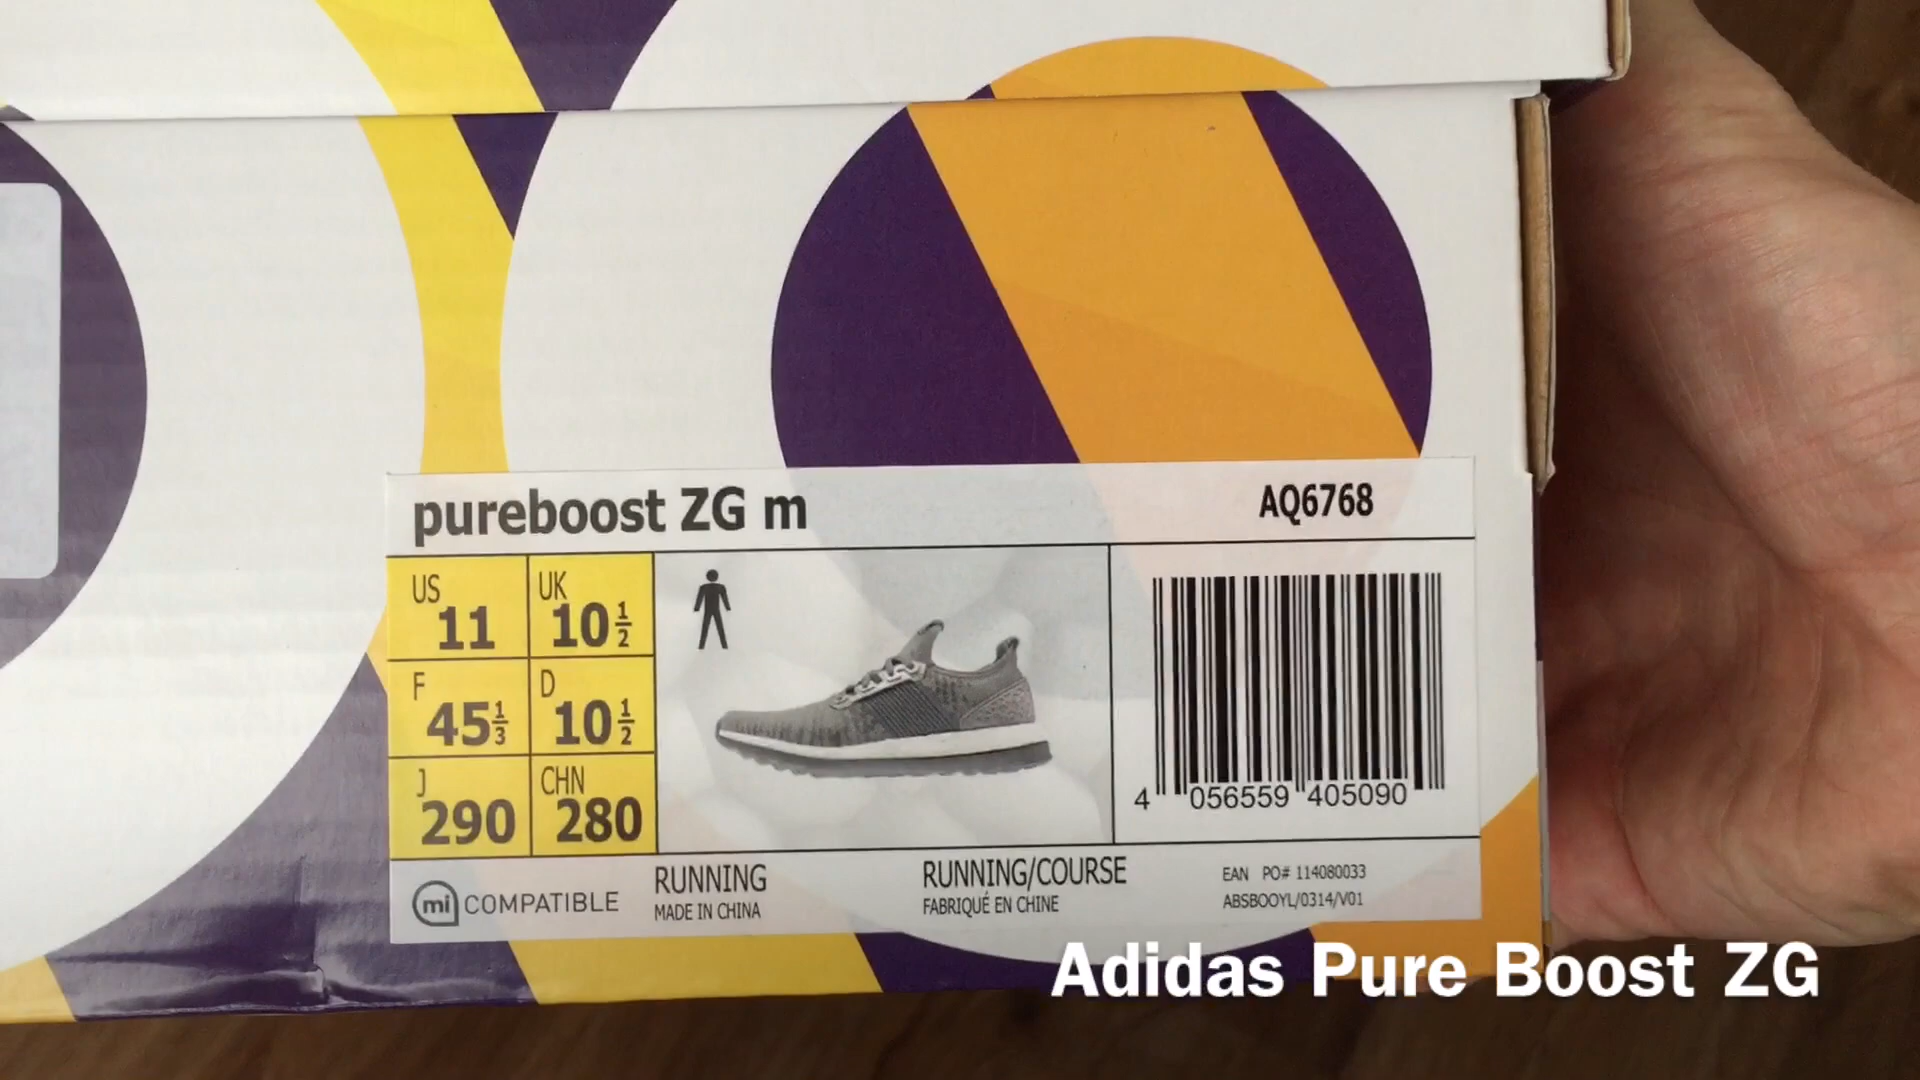 pureboost ZG m
AQ6768
US 11
UK 10 1/2
F 45 1/3
D 10 1/2
J 290
CHN 280
4 056559 405090
mi COMPATIBLE
RUNNING
MADE IN CHINA
RUNNING/COURSE
FABRIQUÉ EN CHINE
EAN PO# 114080033
ABSBOOYL/0314/V01
Adidas Pure Boost ZG